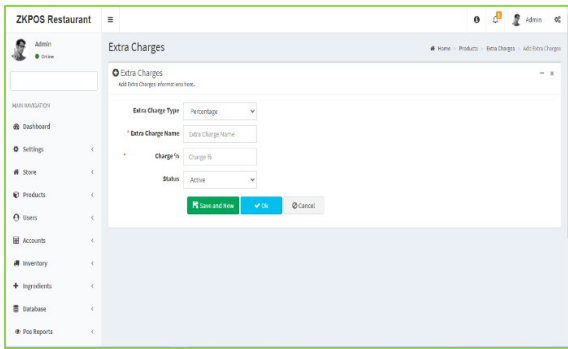 ZKPOS Restaurant
Admin
Admin
Online
Extra Charges
Home > Products > Extra Charges > Add Extra Charges
Extra Charges
Add Extra Charges informations here.
MAIN NAVIGATION
Dashboard
Settings
Store
Products
Users
Accounts
Inventory
Ingredients
Database
Pos Reports
Extra Charge Type
Percentage
* Extra Charge Name
Extra Charge Name
* Charge %
Charge %
Status
Active
Save and New
Ok
Cancel